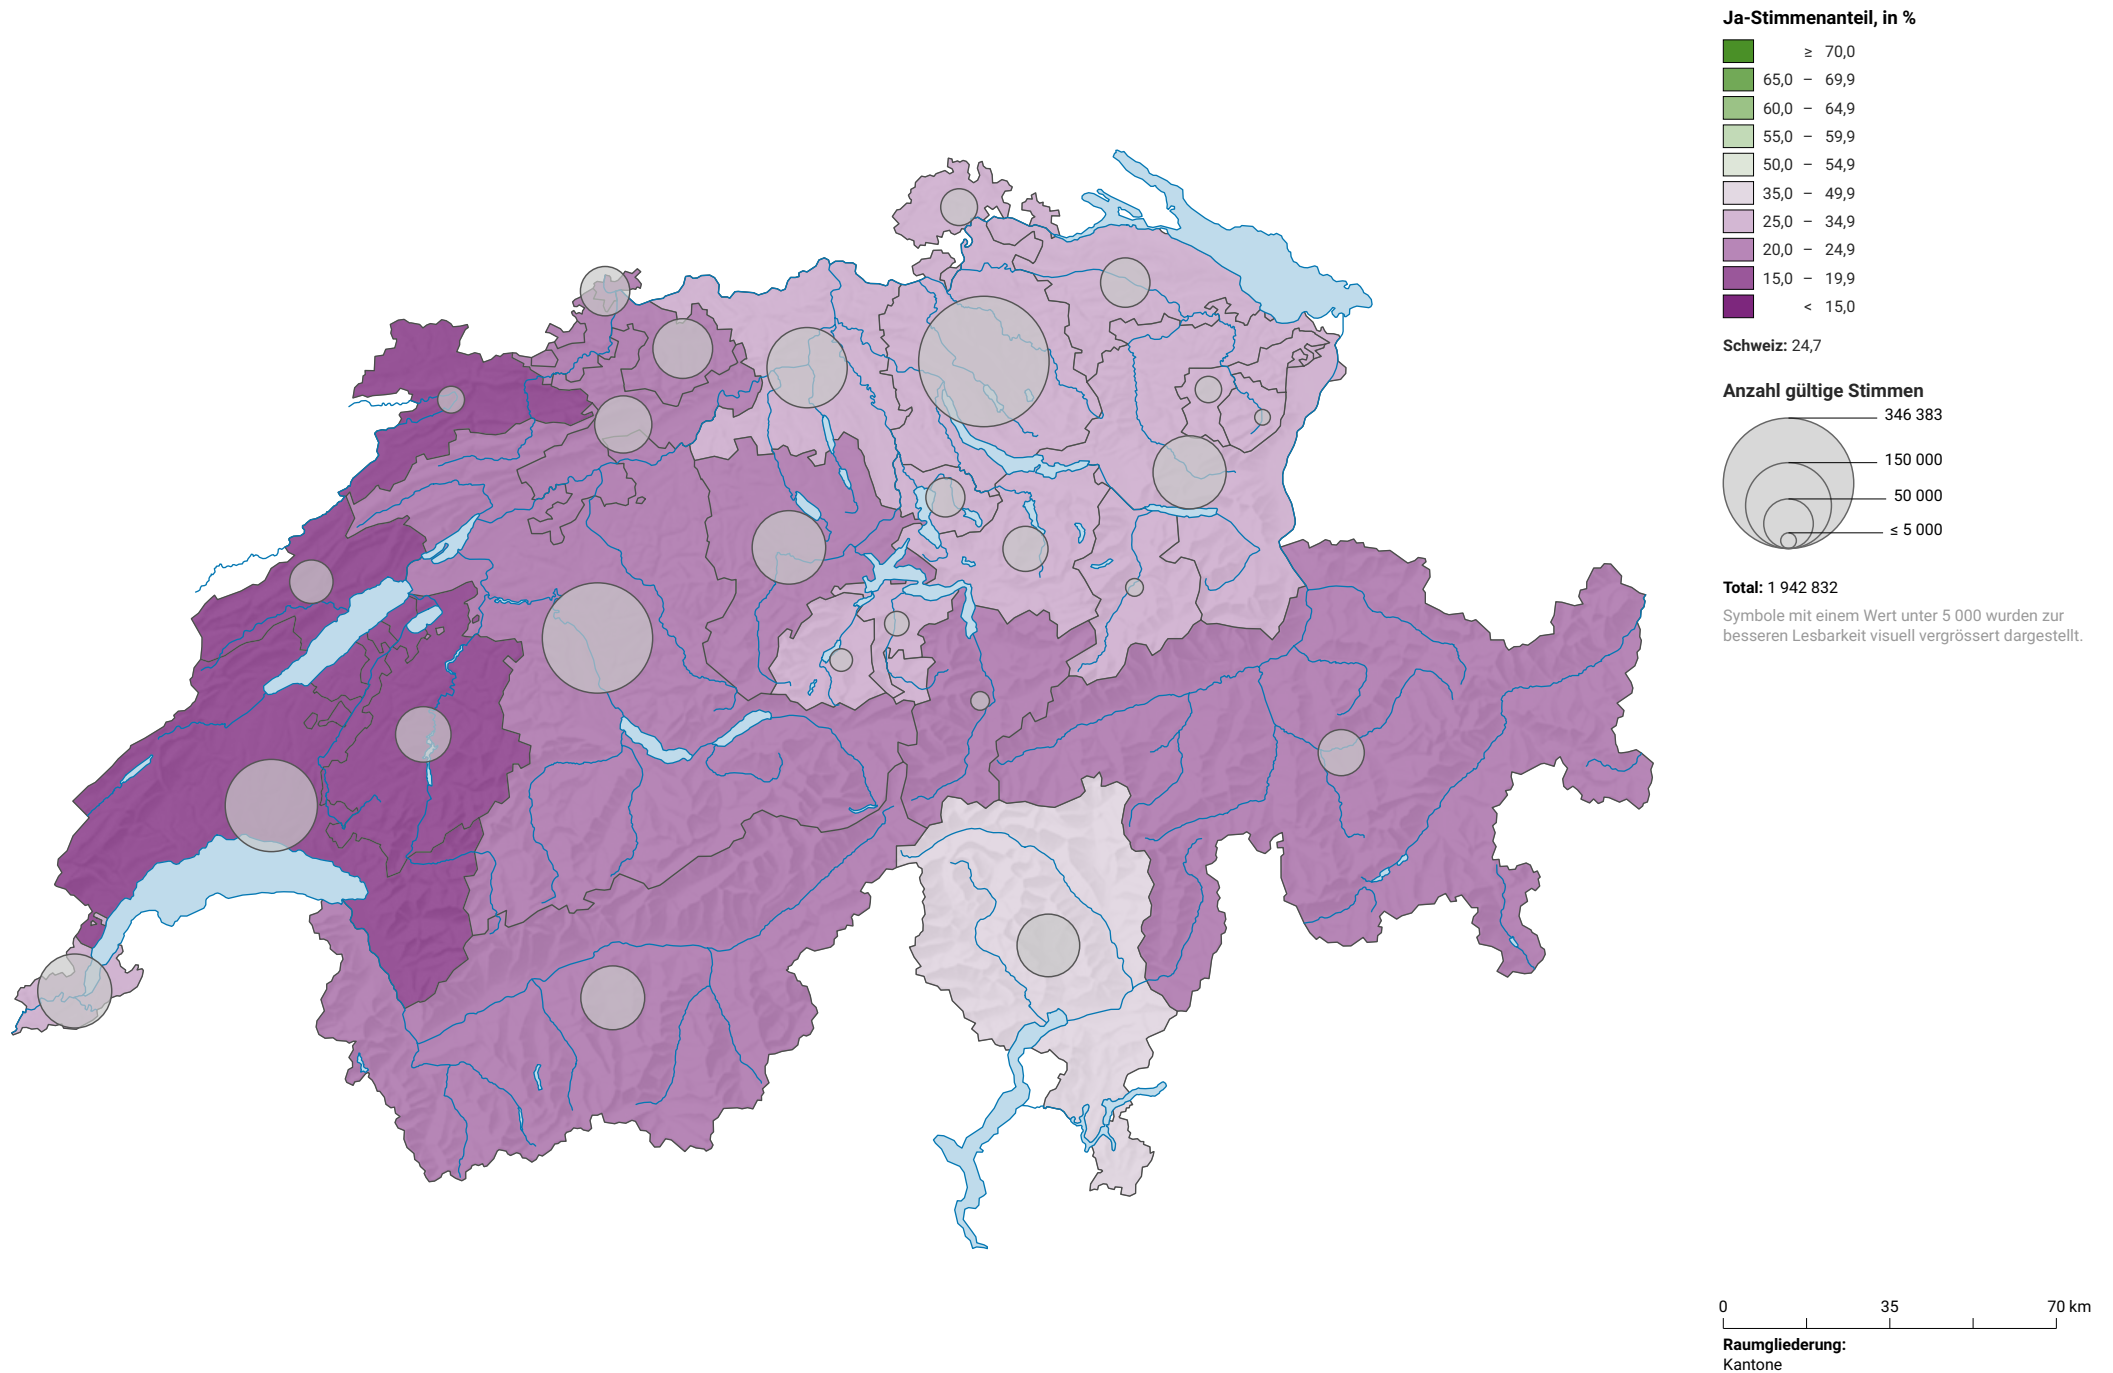 Ja-Stimmenanteil, in %
≥ 70,0
65,0 – 69,9
60,0 – 64,9
55,0 – 59,9
50,0 – 54,9
35,0 – 49,9
25,0 – 34,9
20,0 – 24,9
15,0 – 19,9
< 15,0
Schweiz: 24,7
Anzahl gültige Stimmen
346 383
150 000
50 000
≤ 5 000
Total: 1 942 832
Symbole mit einem Wert unter 5 000 wurden zur
besseren Lesbarkeit visuell vergrössert dargestellt.
0 35 70 km
Raumgliederung:
Kantone